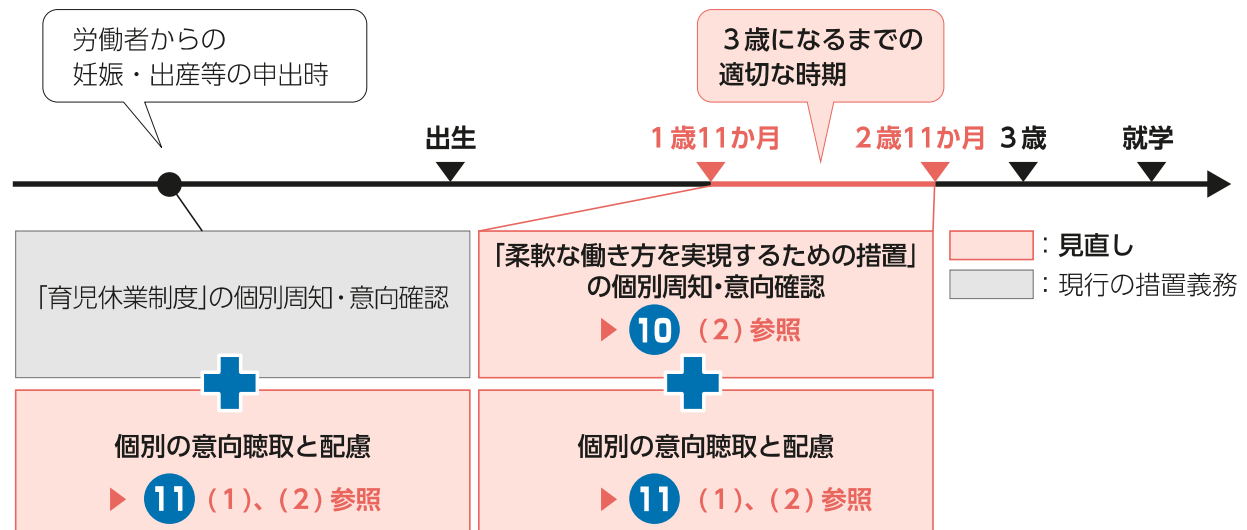 労働者からの
妊娠・出産等の申出時
3歳になるまでの
適切な時期
出生
1歳11か月
2歳11か月
3歳
就学
「育児休業制度」の個別周知・意向確認
「柔軟な働き方を実現するための措置」
の個別周知・意向確認
▶ 10 (2)参照
：見直し
：現行の措置義務
個別の意向聴取と配慮
▶ 11 (1)、(2)参照
個別の意向聴取と配慮
▶ 11 (1)、(2)参照